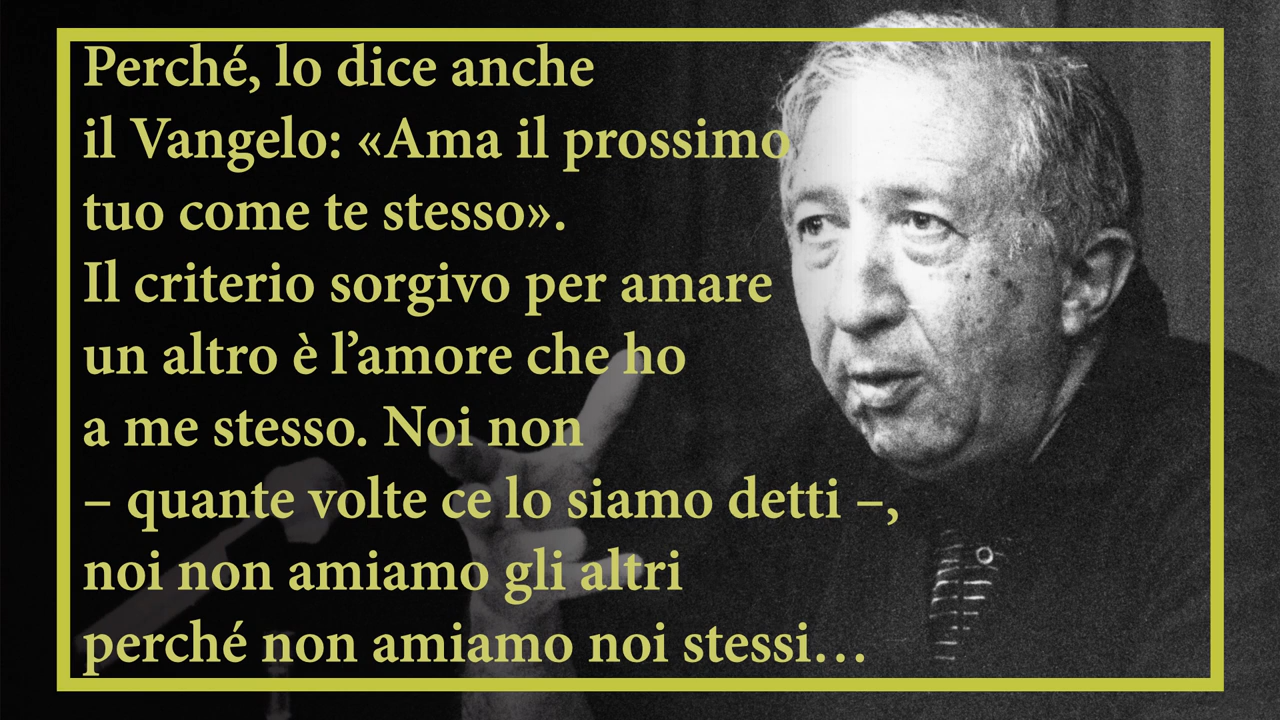 Perché, lo dice anche
il Vangelo: «Ama il prossimo
tuo come te stesso».
Il criterio sorgivo per amare
un altro è l’amore che ho
a me stesso. Noi non
– quante volte ce lo siamo detti –,
noi non amiamo gli altri
perché non amiamo noi stessi…